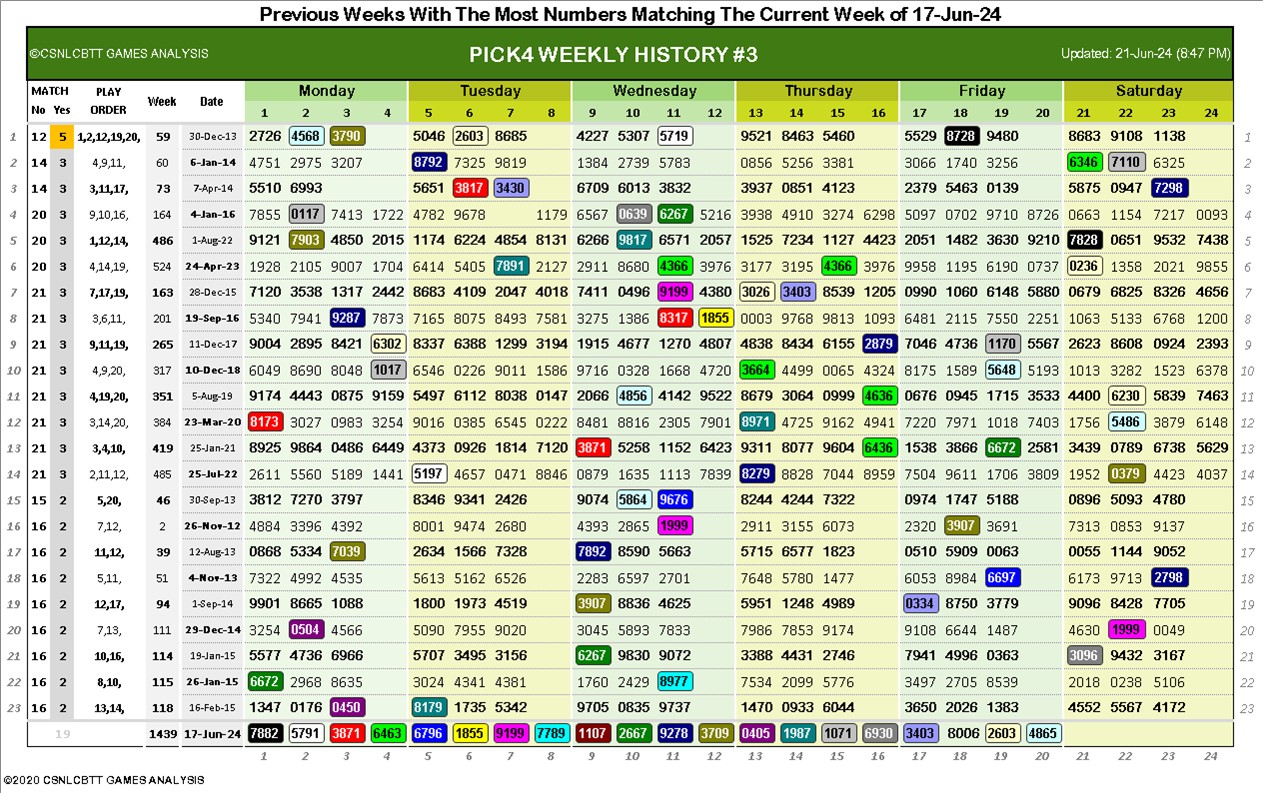 Previous Weeks With The Most Numbers Matching The Current Week of 17-Jun-24
©CSNLCBTT GAMES ANALYSIS PICK4 WEEKLY HISTORY #3 Updated: 21-Jun-24 (8:47 PM)
MATCH PLAY Week Date Monday Tuesday Wednesday Thursday Friday Saturday
No Yes ORDER 1 2 3 4 5 6 7 8 9 10 11 12 13 14 15 16 17 18 19 20 21 22 23 24
1 12 5 1,2,12,19,20, 59 30-Dec-13 2726 4568 3790 5046 2603 8685 4227 5307 5719 9521 8463 5460 5529 8728 9480 8683 9108 1138 1
2 14 3 4,9,11, 60 6-Jan-14 4751 2975 3207 8792 7325 9819 1384 2739 5783 0856 5256 3381 3066 1740 3256 6346 7110 6325 2
3 14 3 3,11,17, 73 7-Apr-14 5510 6993 5651 3817 3430 6709 6013 3832 3937 0851 4123 2379 5463 0139 5875 0947 7298 3
4 20 3 9,10,16, 164 4-Jan-16 7855 0117 7413 1722 4782 9678 1179 6567 0639 6267 5216 3938 4910 3274 6298 5097 0702 9710 8726 0663 1154 7217 0093 4
5 20 3 1,12,14, 486 1-Aug-22 9121 7903 4850 2015 1174 6224 4854 8131 6266 9817 6571 2057 1525 7234 1127 4423 2051 1482 3630 9210 7828 0651 9532 7438 5
6 20 3 4,14,19, 524 24-Apr-23 1928 2105 9007 1704 6414 5405 7891 2127 2911 8680 4366 3976 3177 3195 4366 3976 9958 1195 6190 0737 0236 1358 2021 9855 6
7 21 3 7,17,19, 163 28-Dec-15 7120 3538 1317 2442 8683 4109 2047 4018 7411 0496 9199 4380 3026 3403 8539 1205 0990 1060 6148 5880 0679 5625 8326 4656 7
8 21 3 3,6,11, 201 19-Sep-16 5340 7941 9287 7873 7165 8075 8493 7581 3275 1386 8317 1855 0003 9768 9813 1093 6481 2115 7550 2251 1063 5133 6768 1200 8
9 21 3 9,11,19, 265 11-Dec-17 9004 2895 8421 6302 8337 6388 1299 3194 1915 4677 1270 4807 4838 8434 6155 2879 7046 4736 1170 5567 2623 8608 0924 2393 9
10 21 3 4,9,20, 317 10-Dec-18 6049 8690 8048 1017 6546 0226 9011 1586 9716 0328 1668 4720 3664 4499 0065 4324 8175 1589 5648 5193 1013 3282 1523 6378 10
11 21 3 4,19,20, 351 5-Aug-19 9174 4443 0875 9159 5497 6112 8038 0147 2066 4856 4142 9522 8679 3064 0999 4636 0676 0945 1715 3533 4400 6230 5839 7463 11
12 21 3 3,14,20, 384 23-Mar-20 8173 3027 0983 3254 9016 0385 6545 0222 8481 8816 2305 7901 8971 4725 9162 4941 7220 7971 1018 7403 1756 5486 3879 6148 12
13 21 3 3,4,10, 419 25-Jan-21 8925 9864 0486 6449 4373 0926 1814 7120 3871 5258 1152 6423 9311 8077 9604 6436 1538 3866 6672 2581 3439 0789 6738 5629 13
14 21 3 2,11,12, 485 25-Jul-22 2611 5560 5189 1441 5197 4657 0471 8846 0879 1635 1113 7839 8279 8828 7044 8959 7504 9611 1706 3809 1952 0379 4423 4037 14
15 15 2 5,20, 46 30-Sep-13 3812 7270 3797 8346 9341 2426 9074 5864 9676 8244 4244 7322 0974 1747 5188 0896 5093 4780 15
16 16 2 7,12, 2 26-Nov-12 4884 3396 4392 8001 9474 2680 4393 2865 1999 2911 3155 6073 2320 3907 3691 7313 0853 9137 16
17 16 2 11,12, 39 12-Aug-13 0868 5334 7039 2634 1566 7328 7892 8590 5663 5715 6577 1823 0510 5909 0063 0055 1144 9052 17
18 16 2 5,11, 51 4-Nov-13 7322 4992 4535 5613 5162 6526 2283 6597 2701 7648 5780 1477 6053 8984 6697 6173 9713 2798 18
19 16 2 12,17, 94 1-Sep-14 9901 8665 1088 1800 1973 4519 3907 8836 4625 5951 1248 4989 0334 8750 3779 9096 8428 7705 19
20 16 2 7,13, 111 29-Dec-14 3254 0504 4566 5090 7955 9020 3045 5893 7833 7986 7853 9174 9108 6644 1487 4630 1999 0049 20
21 16 2 10,16, 114 19-Jan-15 5577 4736 6966 5707 3495 3156 6267 9830 9072 3388 4431 2746 7941 4996 0363 3096 9432 3167 21
22 16 2 8,10, 115 26-Jan-15 6672 2968 8635 3024 4341 4381 1760 2429 8977 7534 2099 5776 3497 2705 8539 2018 0238 5106 22
23 16 2 13,14, 118 16-Feb-15 1347 0176 0450 8179 1735 5342 9705 0835 9737 1470 0933 6044 3650 2026 1383 4552 5567 4172 23
19 1439 17-Jun-24 7882 5791 3871 6463 6796 1855 9199 7789 1107 2667 9278 3709 0405 1987 1071 6930 3403 8006 2603 4865
1 2 3 4 5 6 7 8 9 10 11 12 13 14 15 16 17 18 19 20 21 22 23 24
©2020 CSNLCBTT GAMES ANALYSIS